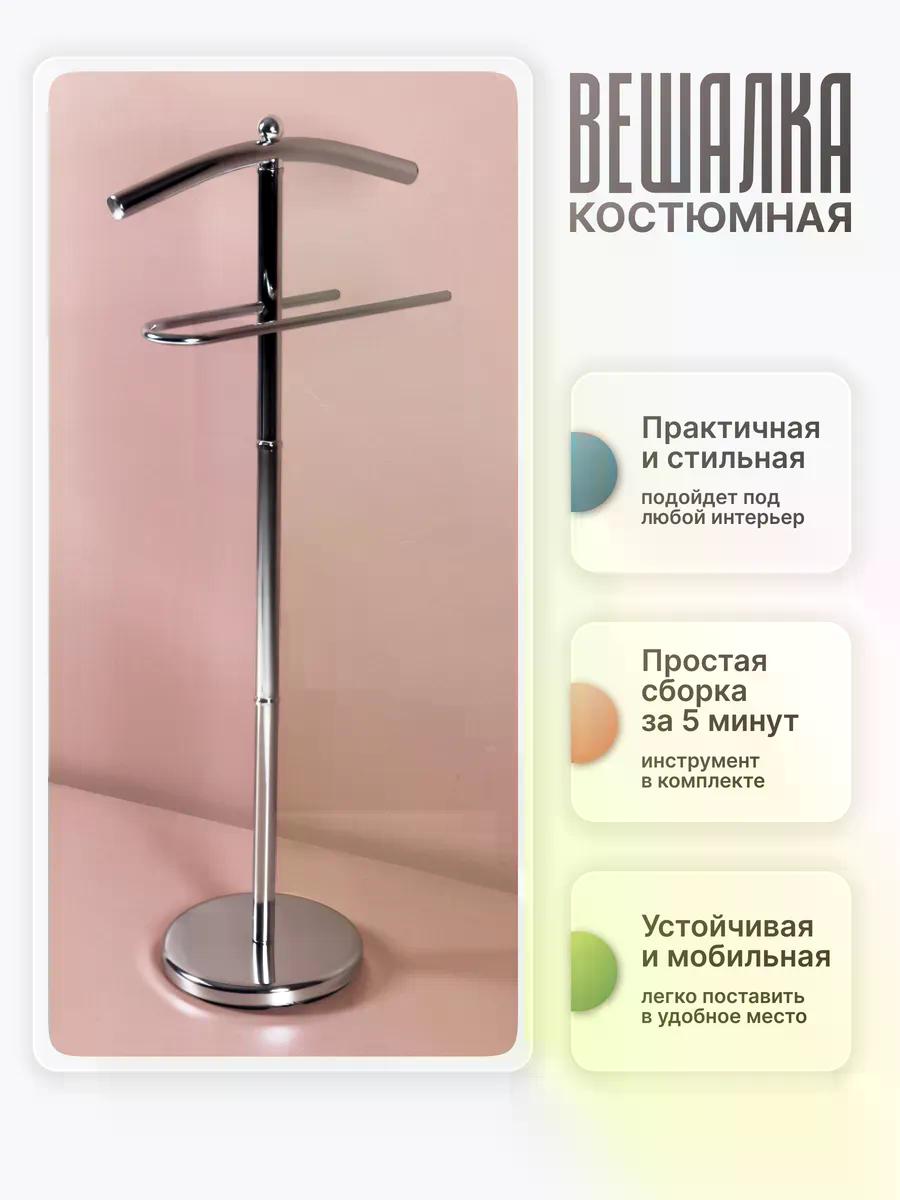 ВЕШАЛКА
КОСТЮМНАЯ
Практичная
и стильная
подойдет под
любой интерьер
Простая
сборка
за 5 минут
инструмент
в комплекте
Устойчивая
и мобильная
легко поставить
в удобное место